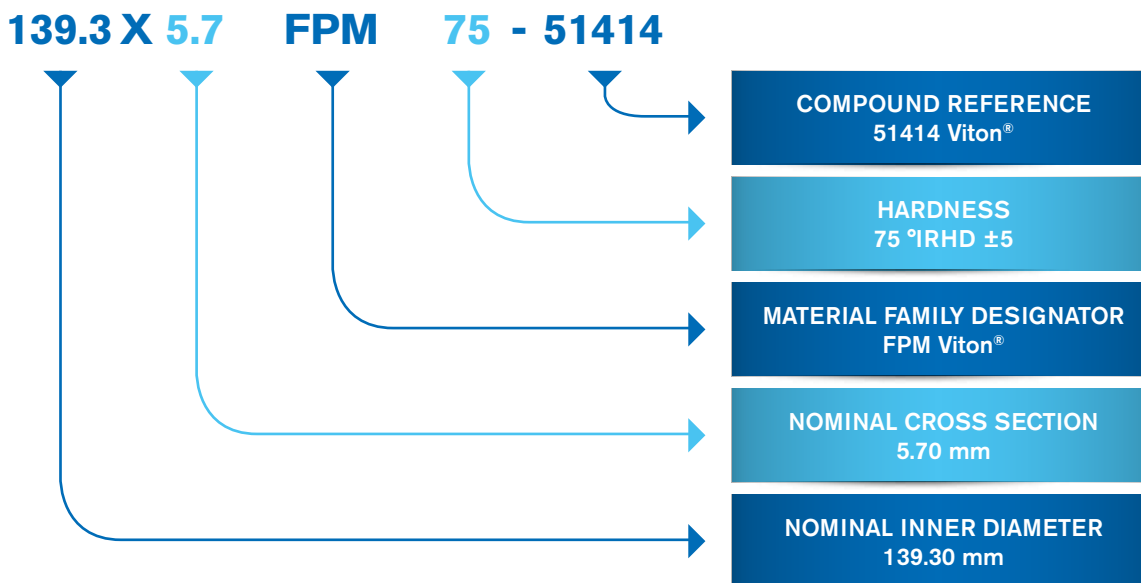 139.3 X 5.7 FPM 75 - 51414
COMPOUND REFERENCE
51414 Viton®
HARDNESS
75 °IRHD ±5
MATERIAL FAMILY DESIGNATOR
FPM Viton®
NOMINAL CROSS SECTION
5.70 mm
NOMINAL INNER DIAMETER
139.30 mm